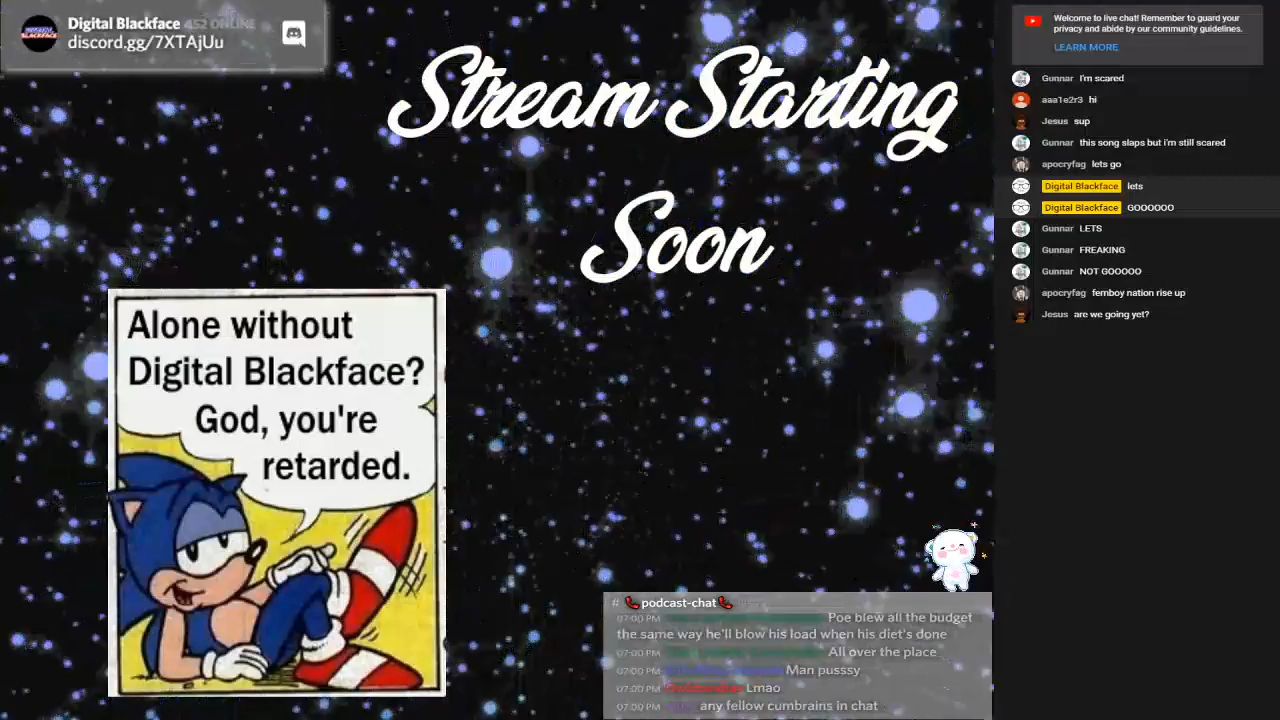 Digital Blackface 452 ONLINE
discord.gg/7XTAjUu
Stream Starting
Soon
Alone without
Digital Blackface?
God, you're
retarded.
# podcast-chat
07:00 PM Poe blew all the budget
the same way he'll blow his load when his diet's done
07:00 PM All over the place
07:00 PM Man pusssy
07:00 PM Lmao
07:00 PM any fellow cumbrains in chat
Welcome to live chat! Remember to guard your
privacy and abide by our community guidelines.
LEARN MORE
Gunnar I'm scared
aaa1e2r3 hi
Jesus sup
Gunnar this song slaps but i'm still scared
apocryfag lets go
Digital Blackface lets
Digital Blackface GOOOOOO
Gunnar LETS
Gunnar FREAKING
Gunnar NOT GOOOOO
apocryfag femboy nation rise up
Jesus are we going yet?